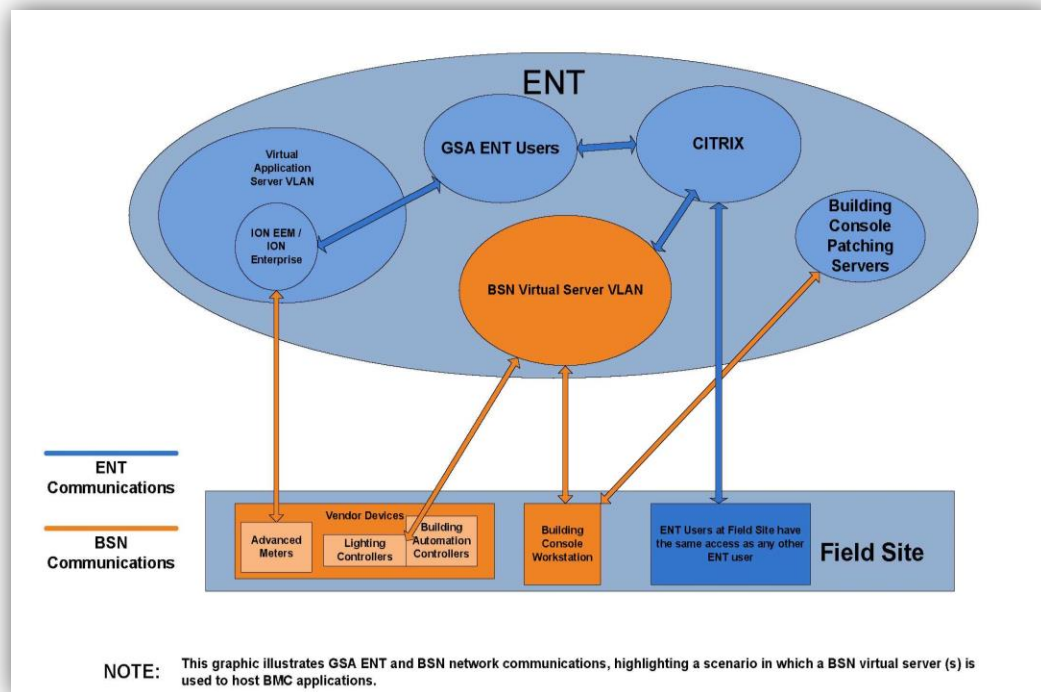 ENT
Virtual
Application
Server VLAN
GSA ENT Users
CITRIX
ION EEM /
ION
Enterprise
Building
Console
Patching
Servers
BSN Virtual Server VLAN
ENT
Communications
BSN
Communications
Vendor Devices
Advanced
Meters
Lighting
Controllers
Building
Automation
Controllers
Building
Console
Workstation
ENT Users at Field Site have
the same access as any other
ENT user
Field Site
NOTE: This graphic illustrates GSA ENT and BSN network communications, highlighting a scenario in which a BSN virtual server (s) is
used to host BMC applications.